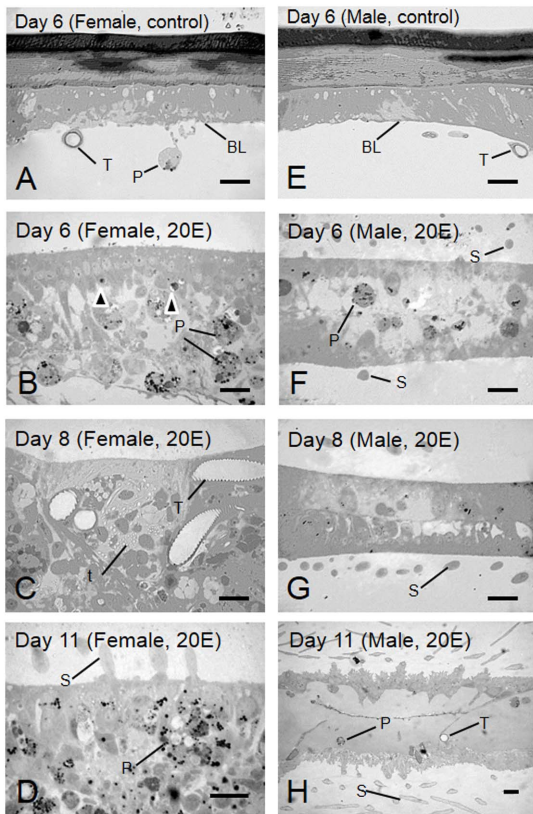 Day 6 (Female, control)
T
P
BL
A
Day 6 (Female, 20E)
P
B
Day 8 (Female, 20E)
T
t
C
Day 11 (Female, 20E)
S
P
D
Day 6 (Male, control)
BL
T
E
Day 6 (Male, 20E)
S
P
S
F
Day 8 (Male, 20E)
S
G
Day 11 (Male, 20E)
P
T
S
H